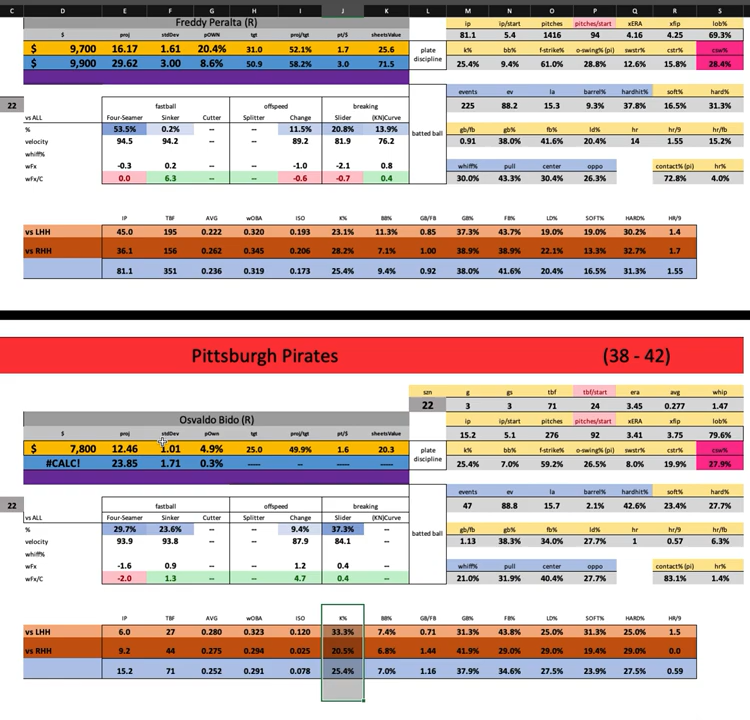 C D E F G H I J K L M N O P Q R S
Freddy Peralta (R) ip ip/start pitches pitches/start xERA xfip lob%
$ proj stdDev pOWN tgt proj/tgt pt/$ sheetsValue 81.1 5.4 1416 94 4.16 4.25 69.3%
$ 9,700 16.17 1.61 20.4% 31.0 52.1% 1.7 25.6 plate discipline k% bb% f-strike% o-swing% (pi) swstr% cstr% csw%
$ 9,900 29.62 3.00 8.6% 50.9 58.2% 3.0 71.5 25.4% 9.4% 61.0% 28.8% 12.6% 15.8% 28.4%
events ev la barrel% hardhit% soft% hard%
22 fastball offspeed breaking 225 88.2 15.3 9.3% 37.8% 16.5% 31.3%
vs ALL Four-Seamer Sinker Cutter Splitter Change Slider (KN)Curve
% 53.5% 0.2% -- -- 11.5% 20.8% 13.9% batted ball gb/fb gb% fb% ld% hr hr/9 hr/fb
velocity 94.5 94.2 -- -- 89.2 81.9 76.2 0.91 38.0% 41.6% 20.4% 14 1.55 15.2%
whiff%
wFx -0.3 0.2 -- -- -1.0 -2.1 0.8 whiff% pull center oppo contact% (pi) hr%
wFx/C 0.0 6.3 -- -- -0.6 -0.7 0.4 30.0% 43.3% 30.4% 26.3% 72.8% 4.0%
IP TBF AVG wOBA ISO K% BB% GB/FB GB% FB% LD% SOFT% HARD% HR/9
vs LHH 45.0 195 0.222 0.320 0.193 23.1% 11.3% 0.85 37.3% 43.7% 19.0% 19.0% 30.2% 1.4
vs RHH 36.1 156 0.262 0.345 0.206 28.2% 7.1% 1.00 38.9% 38.9% 22.1% 13.3% 32.7% 1.7
81.1 351 0.236 0.319 0.173 25.4% 9.4% 0.92 38.0% 41.6% 20.4% 16.5% 31.3% 1.55
Pittsburgh Pirates (38 - 42)
szn g gs tbf tbf/start era avg whip
22 3 3 71 24 3.45 0.277 1.47
Osvaldo Bido (R) ip ip/start pitches pitches/start xERA xfip lob%
$ proj stdDev pOwn tgt proj/tgt pt/$ sheetsValue 15.2 5.1 276 92 3.41 3.75 79.6%
$ 7,800 12.46 1.01 4.9% 25.0 49.9% 1.6 20.3 plate discipline k% bb% f-strike% o-swing% (pi) swstr% cstr% csw%
#CALC! 23.85 1.71 0.3% ----- -- -- ----- 25.4% 7.0% 59.2% 26.5% 8.0% 19.9% 27.9%
events ev la barrel% hardhit% soft% hard%
22 fastball offspeed breaking 47 88.8 15.7 2.1% 42.6% 23.4% 27.7%
vs ALL Four-Seamer Sinker Cutter Splitter Change Slider (KN)Curve
% 29.7% 23.6% -- -- 9.4% 37.3% -- batted ball gb/fb gb% fb% ld% hr hr/9 hr/fb
velocity 93.9 93.8 -- -- 87.9 84.1 -- 1.13 38.3% 34.0% 27.7% 1 0.57 6.3%
whiff%
wFx -1.6 0.9 -- -- 1.2 0.4 -- whiff% pull center oppo contact% (pi) hr%
wFx/C -2.0 1.3 -- -- 4.7 0.4 -- 21.0% 31.9% 40.4% 27.7% 83.1% 1.4%
IP TBF AVG wOBA ISO K% BB% GB/FB GB% FB% LD% SOFT% HARD% HR/9
vs LHH 6.0 27 0.280 0.323 0.120 33.3% 7.4% 0.71 31.3% 43.8% 25.0% 31.3% 25.0% 1.5
vs RHH 9.2 44 0.275 0.294 0.025 20.5% 6.8% 1.44 41.9% 29.0% 29.0% 19.4% 29.0% 0.0
15.2 71 0.252 0.291 0.078 25.4% 7.0% 1.16 37.9% 34.6% 27.5% 23.9% 27.5% 0.59